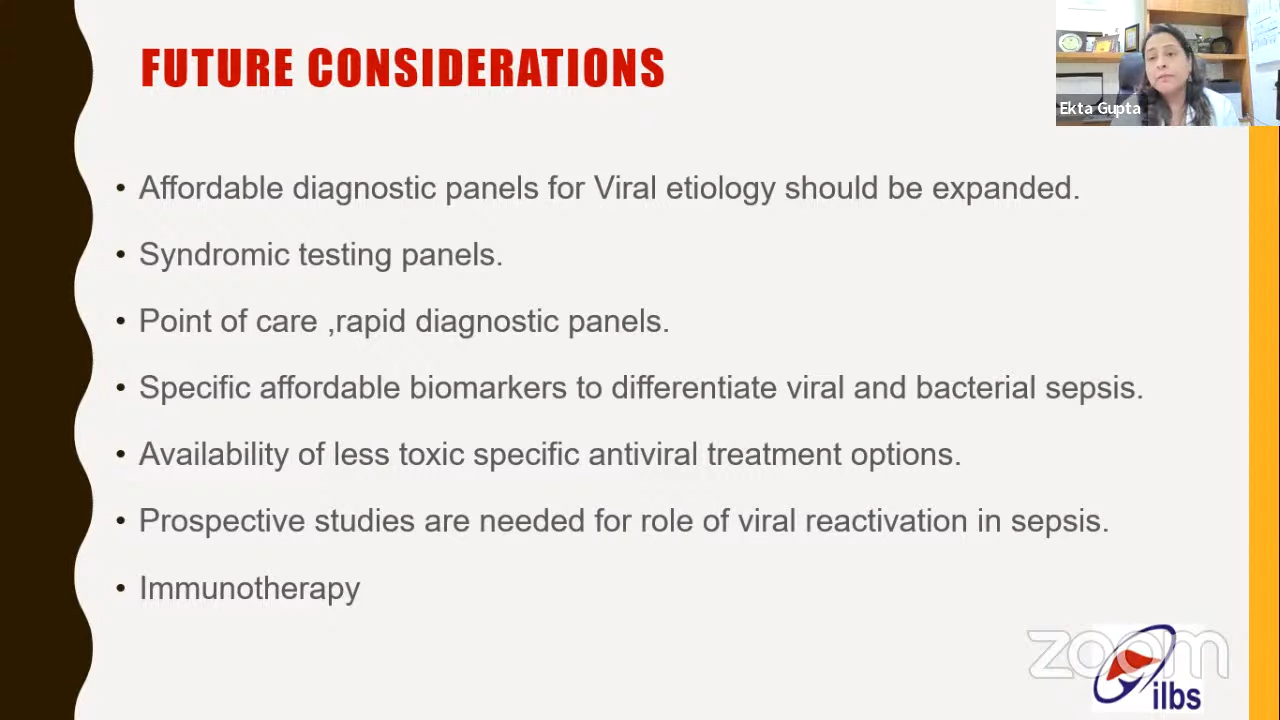 FUTURE CONSIDERATIONS
Ekta Gupta
• Affordable diagnostic panels for Viral etiology should be expanded.
• Syndromic testing panels.
• Point of care ,rapid diagnostic panels.
• Specific affordable biomarkers to differentiate viral and bacterial sepsis.
• Availability of less toxic specific antiviral treatment options.
• Prospective studies are needed for role of viral reactivation in sepsis.
• Immunotherapy
zoom
ilbs